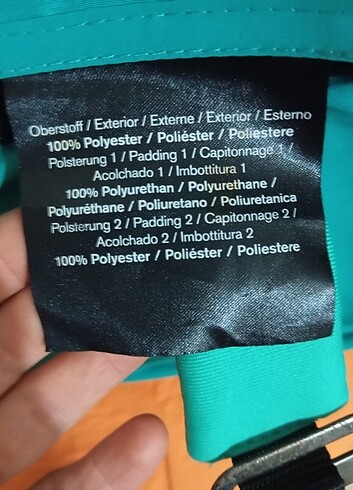 Oberstoff / Exterior / Externe / Exterior / Esterno
100% Polyester / Poliéster / Poliestere
Polsterung 1 / Padding 1 / Capitonnage 1 /
Acolchado 1 / Imbottitura 1
100% Polyurethan / Polyurethane /
Polyuréthane / Poliuretano / Poliuretanica
Polsterung 2 / Padding 2 / Capitonnage 2 /
Acolchado 2 / Imbottitura 2
100% Polyester / Poliéster / Poliestere